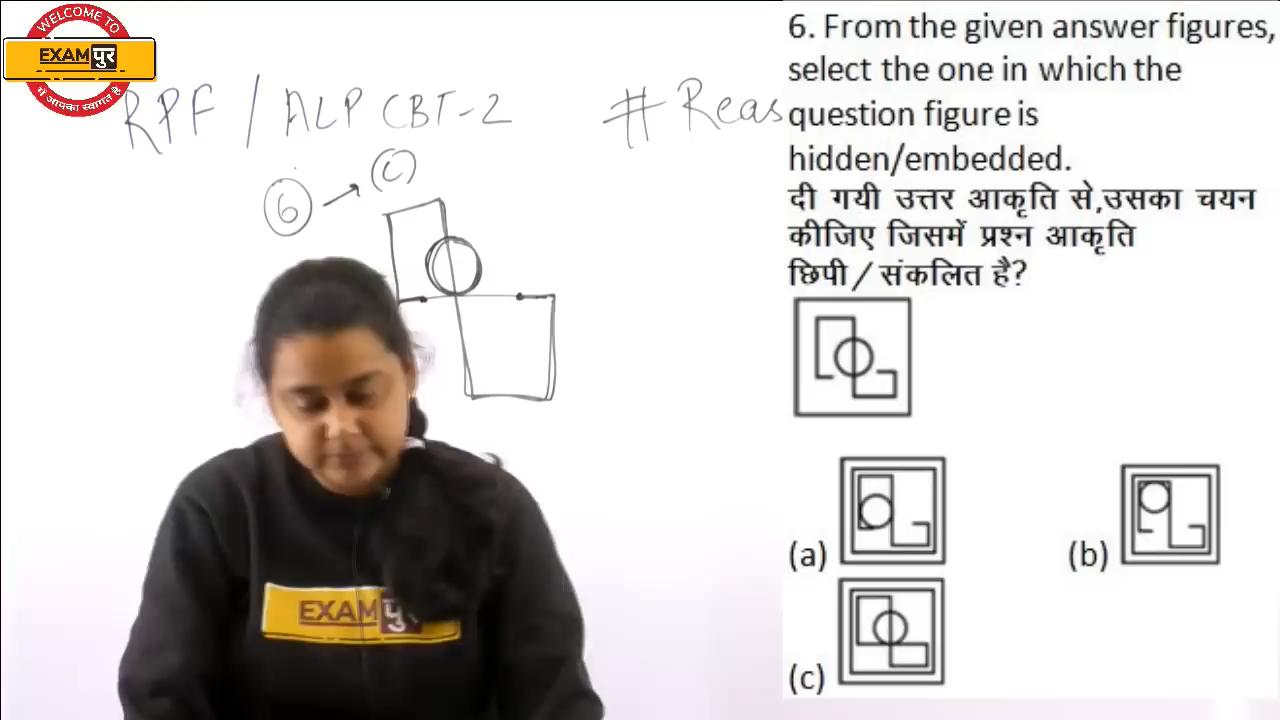 WELCOME TO
EXAMपुर
में आपका स्वागत है
RPF / ALP CBT-2 # Reas
6 → (C)
EXAMपु
6. From the given answer figures,
select the one in which the
question figure is
hidden/embedded.
दी गयी उत्तर आकृति से,उसका चयन
कीजिए जिसमें प्रश्न आकृति
छिपी/संकलित है?
(a)
(b)
(c)